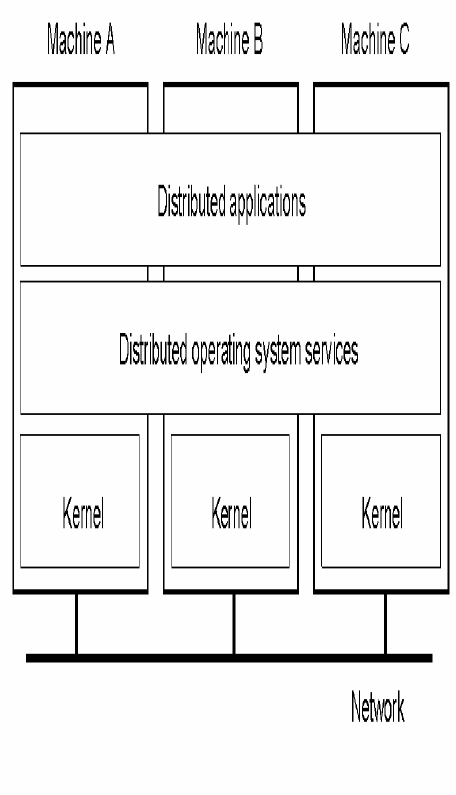 Machine A
Machine B
Machine C
Distributed applications
Distributed operating system services
Kernel
Kernel
Kernel
Network